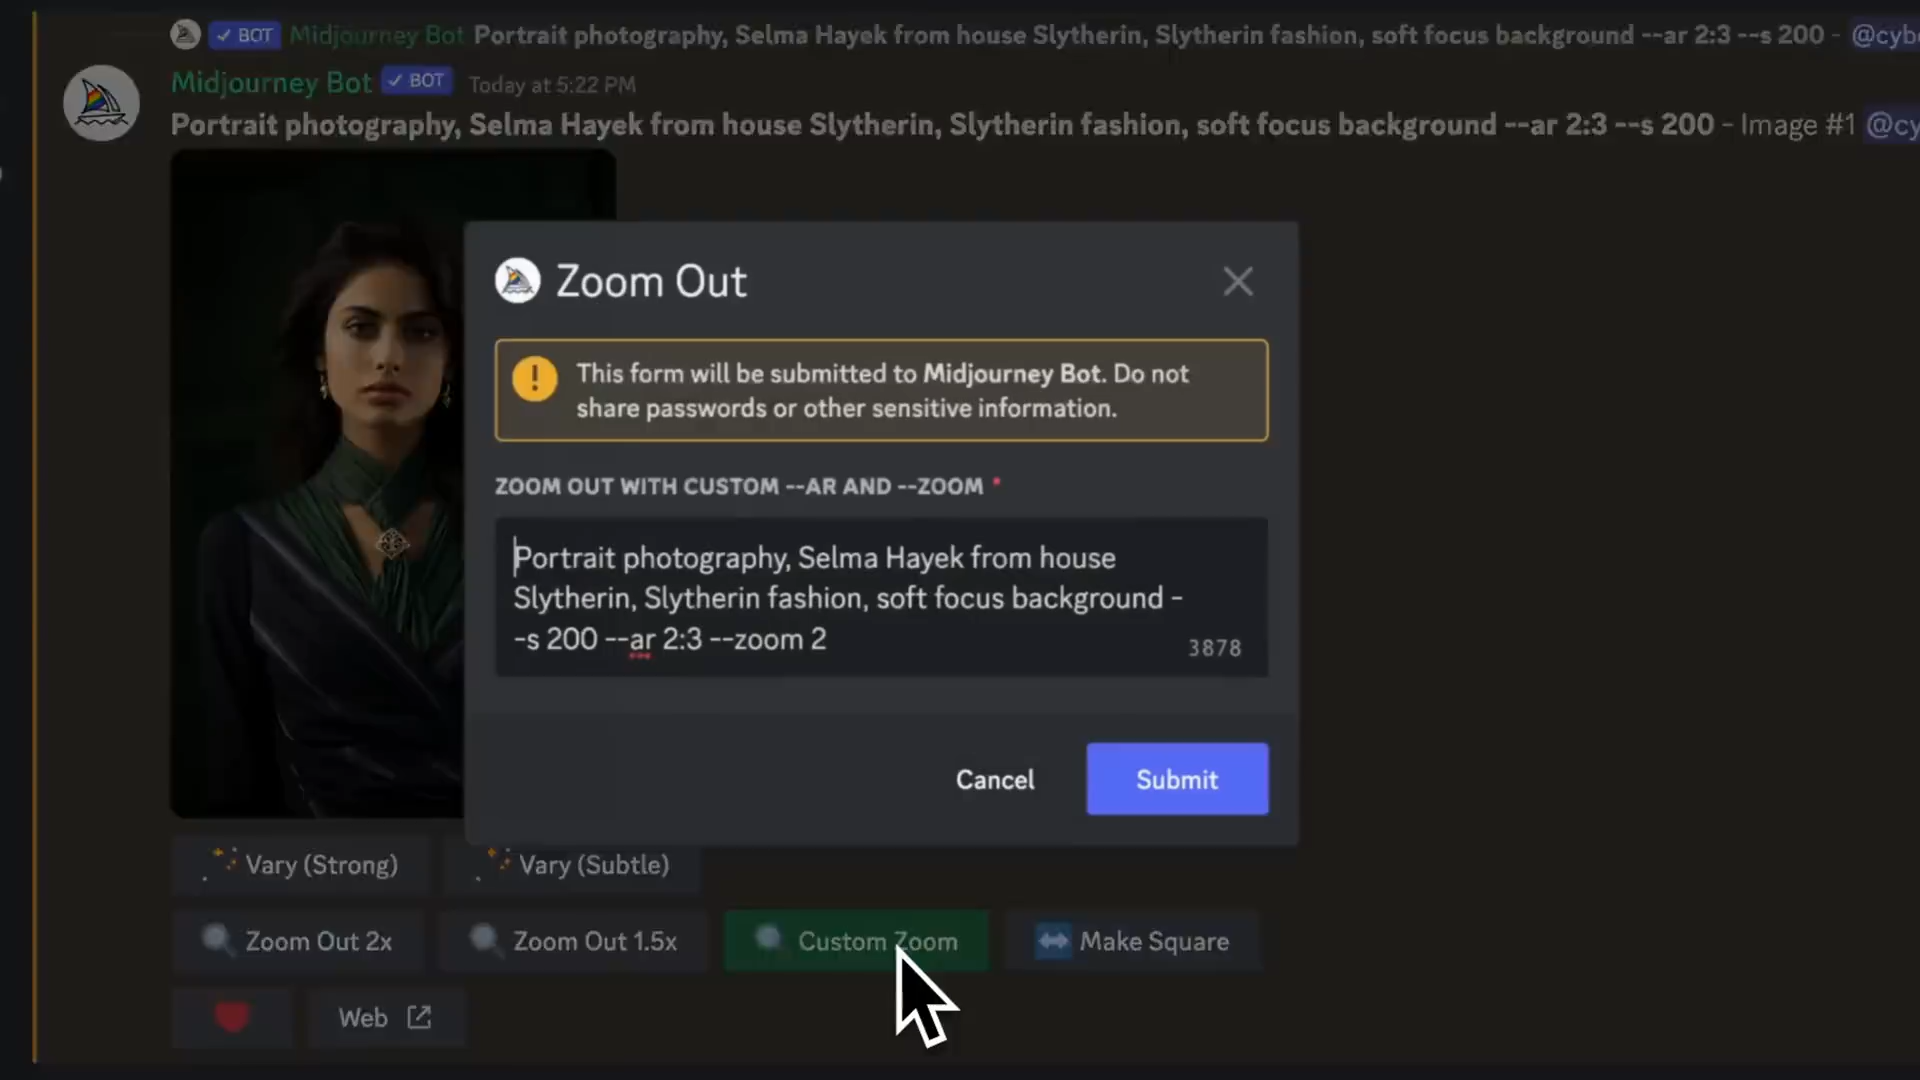 ✓ BOT Midjourney Bot Portrait photography, Selma Hayek from house Slytherin, Slytherin fashion, soft focus background --ar 2:3 --s 200 -
Midjourney Bot ✓ BOT Today at 5:22 PM
Portrait photography, Selma Hayek from house Slytherin, Slytherin fashion, soft focus background --ar 2:3 --s 200 - Image #1
Zoom Out
This form will be submitted to Midjourney Bot. Do not
share passwords or other sensitive information.
ZOOM OUT WITH CUSTOM --AR AND --ZOOM *
Portrait photography, Selma Hayek from house
Slytherin, Slytherin fashion, soft focus background -
-s 200 --ar 2:3 --zoom 2
3878
Cancel Submit
Vary (Strong) Vary (Subtle)
Zoom Out 2x Zoom Out 1.5x Custom Zoom Make Square
Web